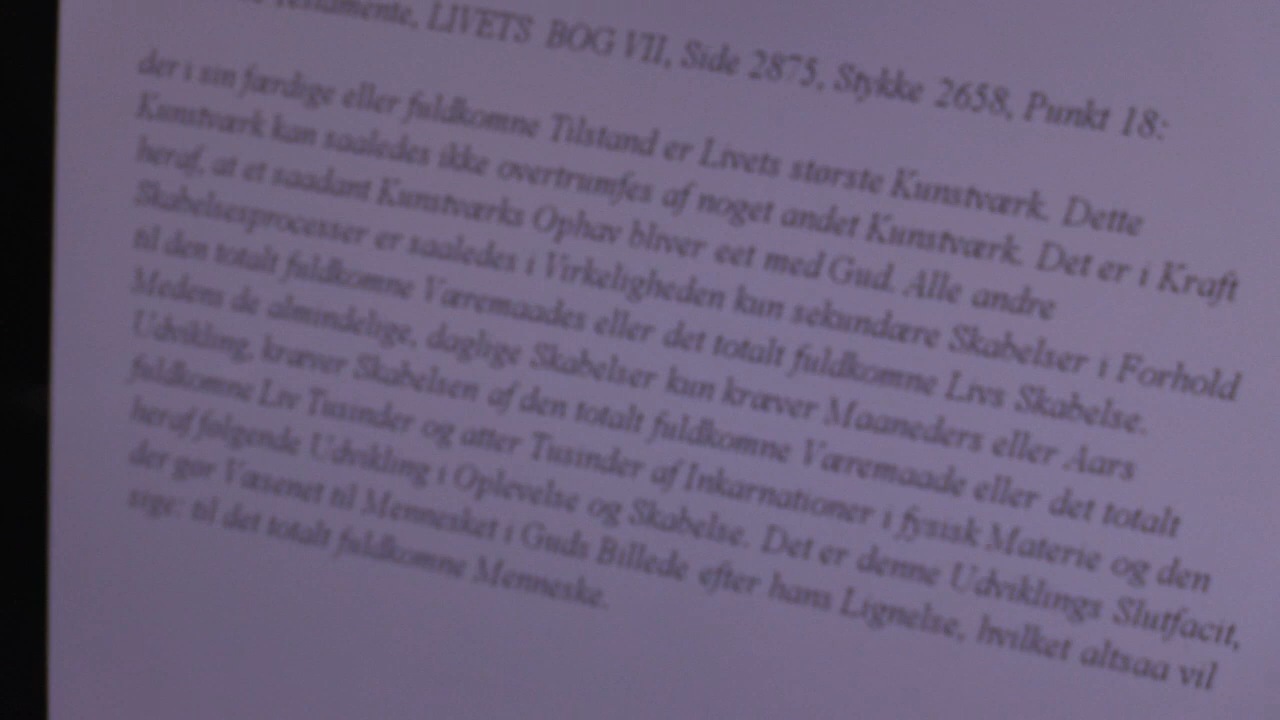 Testamente, LIVETS BOG VII, Side 2875, Stykke 2658, Punkt 18:
der i sin færdige eller fuldkomne Tilstand er Livets største Kunstværk. Dette
Kunstværk kan saaledes ikke overtrumfes af noget andet Kunstværk. Det er i Kraft
heraf, at et saadant Kunstværks Ophav bliver eet med Gud. Alle andre
Skabelsesprocesser er saaledes i Virkeligheden kun sekundære Skabelser i Forhold
til den totalt fuldkomne Væremaades eller det totalt fuldkomne Livs Skabelse.
Medens de almindelige, daglige Skabelser kun kræver Maaneders eller Aars
Udvikling, kræver Skabelsen af den totalt fuldkomne Væremaade eller det totalt
fuldkomne Liv Tusinder og atter Tusinder af Inkarnationer i fysisk Materie og den
heraf følgende Udvikling i Oplevelse og Skabelse. Det er denne Udviklings Slutfacit,
der gør Væsenet til Mennesket i Guds Billede efter hans Lignelse, hvilket altsaa vil
sige: til det totalt fuldkomne Menneske.